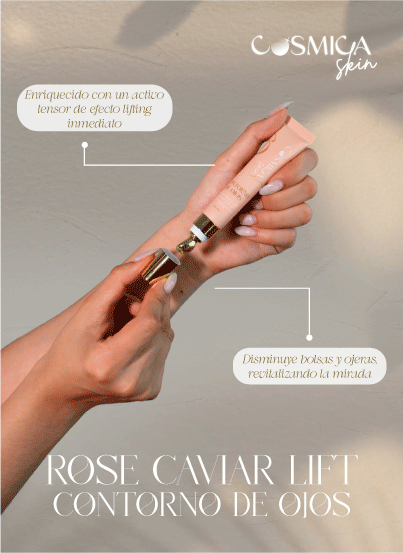 COSMICA
skin
Enriquecido con un activo
tensor de efecto lifting
inmediato
Disminuye bolsas y ojeras,
revitalizando la mirada
ROSE CAVIAR LIFT
CONTORNO DE OJOS